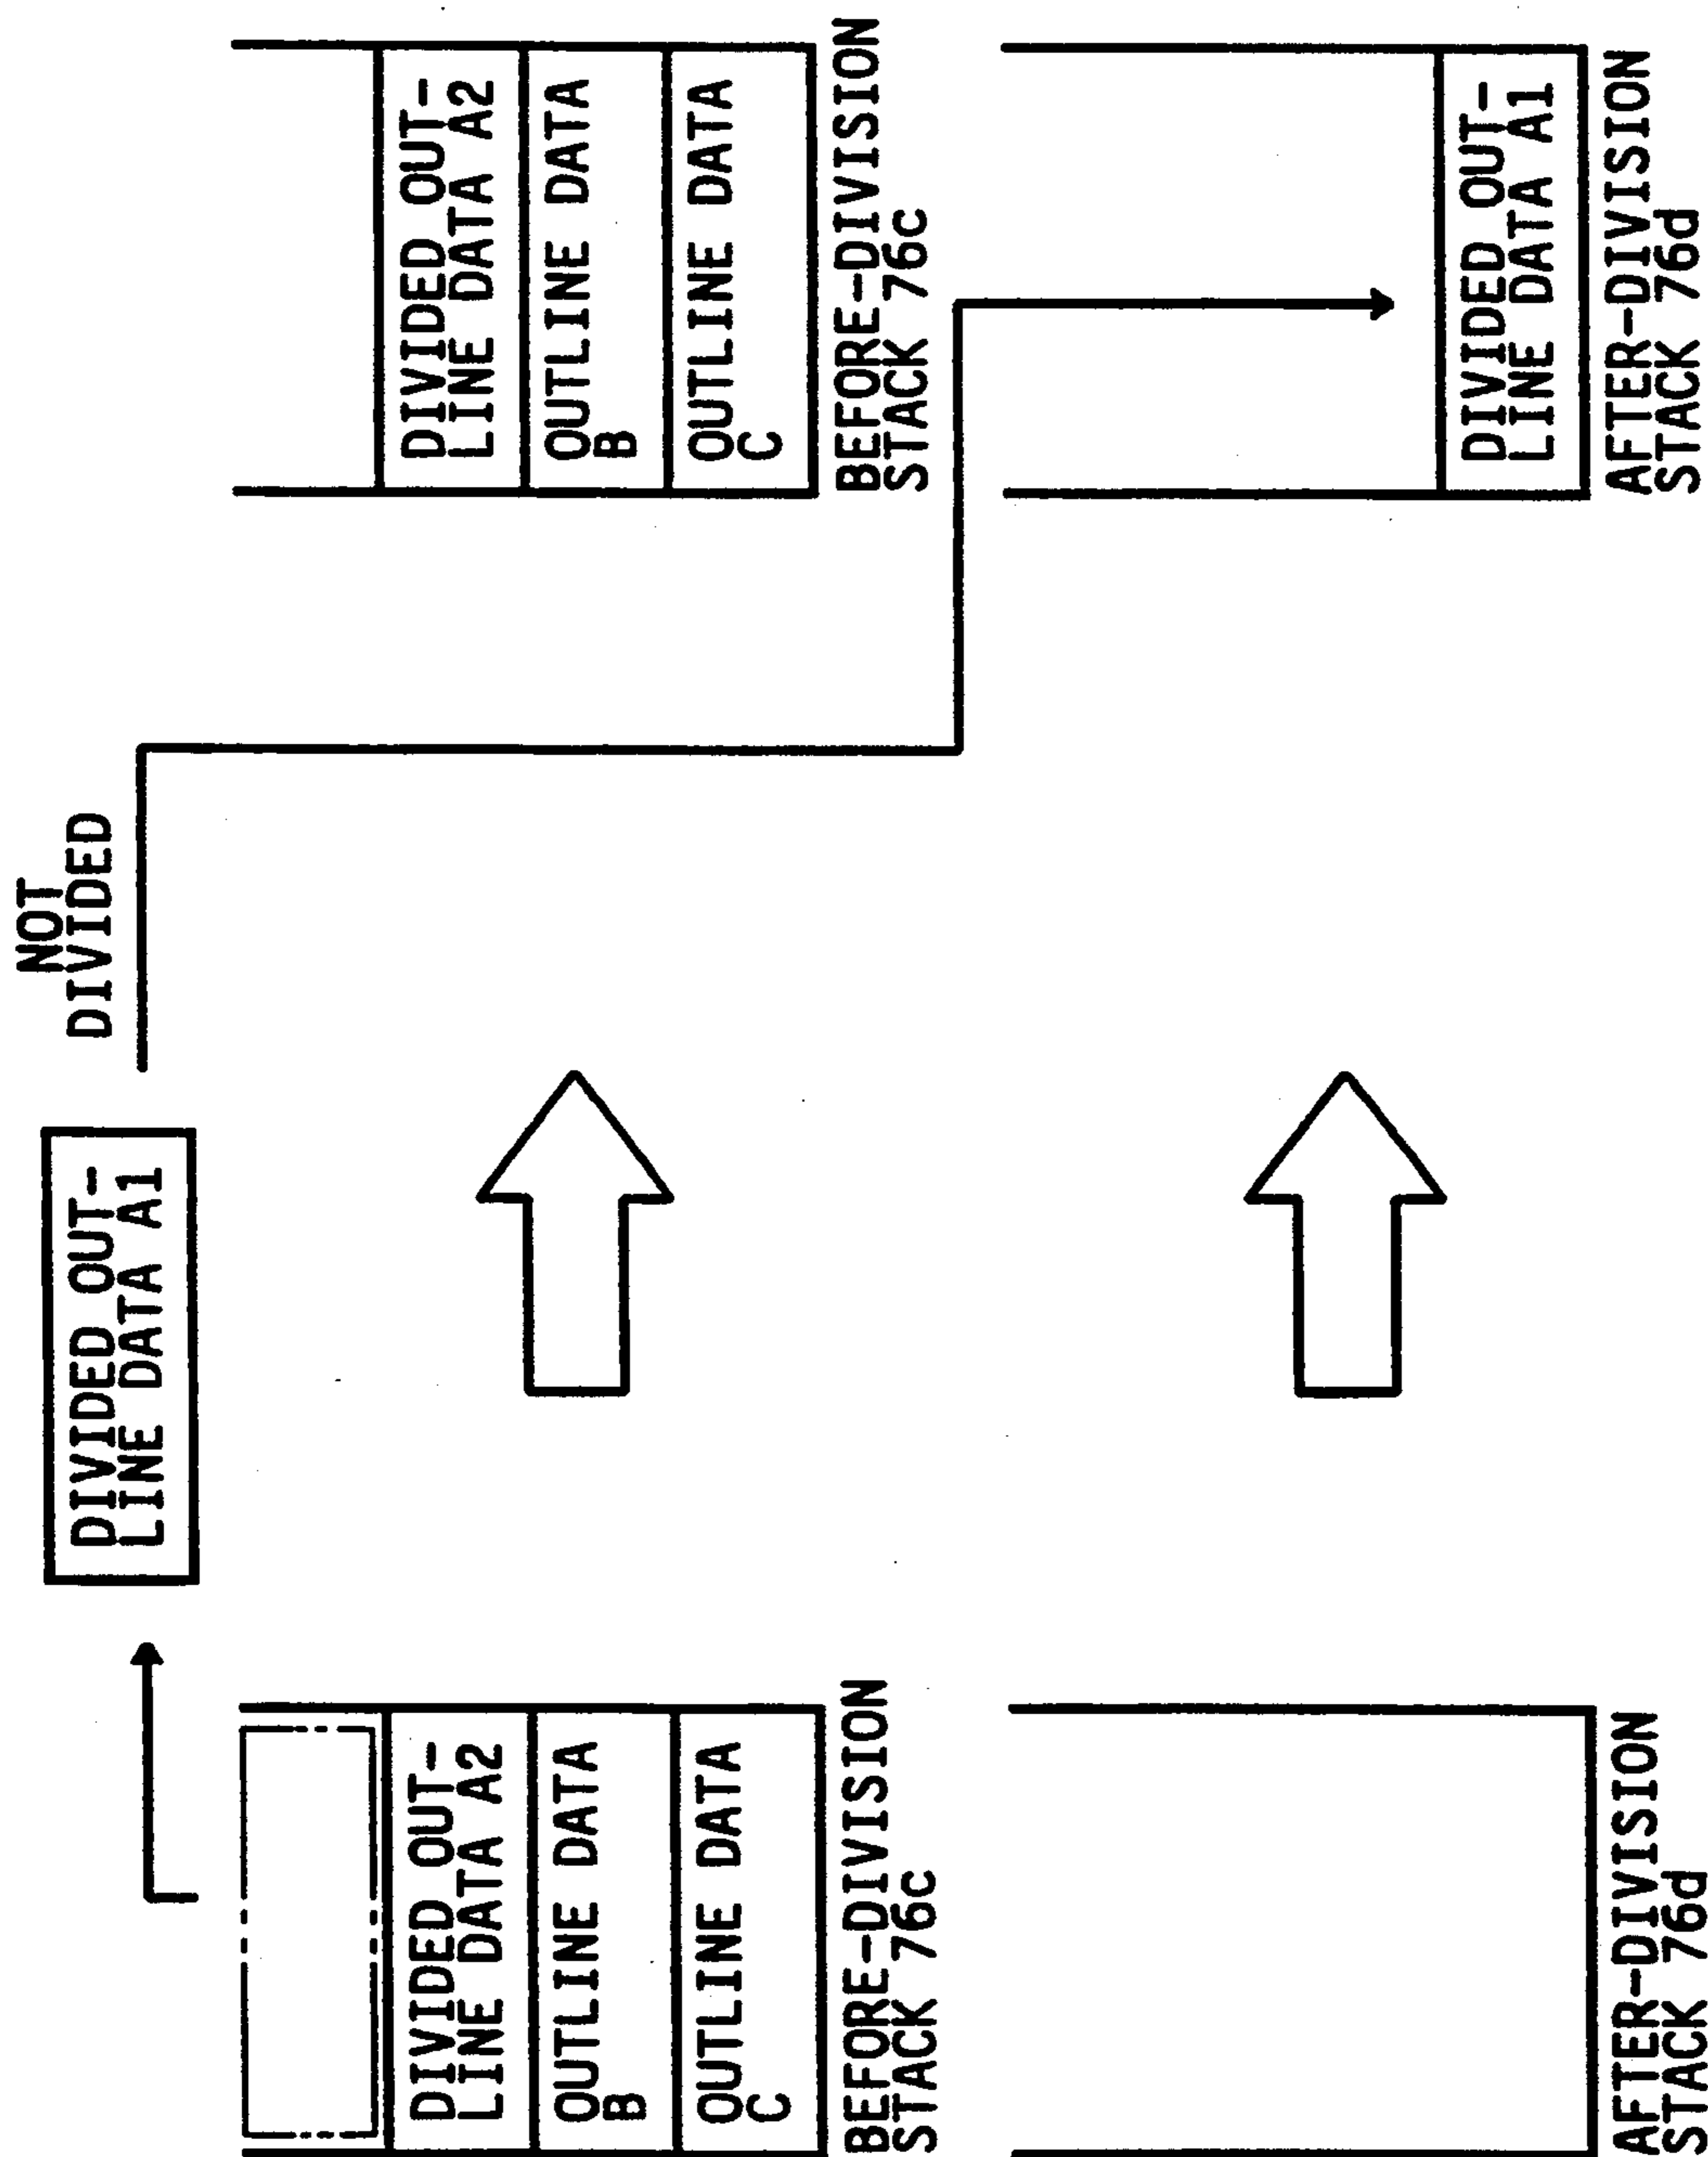 DIVIDED OUT-
LINE DATA A1
NOT
DIVIDED
DIVIDED OUT-
LINE DATA A2
OUTLINE DATA
B
OUTLINE DATA
C
BEFORE-DIVISION
STACK 76c
DIVIDED OUT-
LINE DATA A2
OUTLINE DATA
B
OUTLINE DATA
C
BEFORE-DIVISION
STACK 76c
AFTER-DIVISION
STACK 76d
DIVIDED OUT-
LINE DATA A1
AFTER-DIVISION
STACK 76d